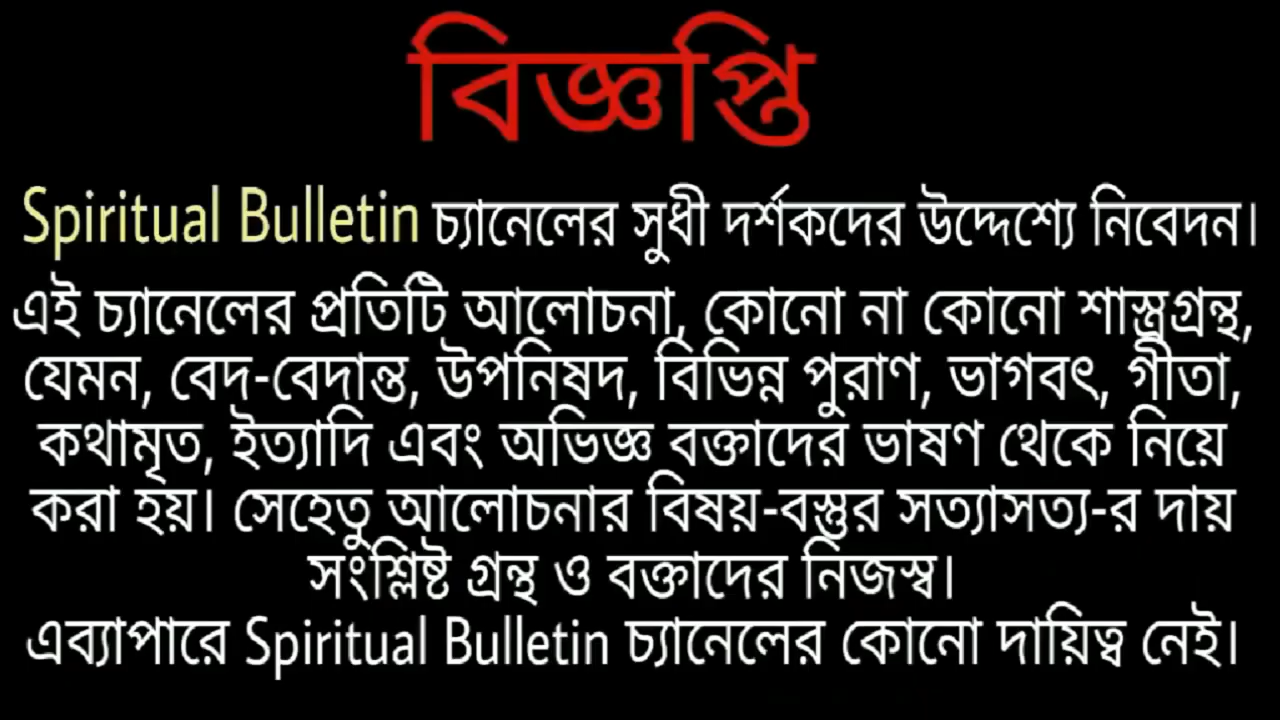 বিজ্ঞপ্তি
Spiritual Bulletin চ্যানেলের সুধী দর্শকদের উদ্দেশ্যে নিবেদন।
এই চ্যানেলের প্রতিটি আলোচনা, কোনো না কোনো শাস্ত্রগ্রন্থ,
যেমন, বেদ-বেদান্ত, উপনিষদ, বিভিন্ন পুরাণ, ভাগবৎ, গীতা,
কথামৃত, ইত্যাদি এবং অভিজ্ঞ বক্তাদের ভাষণ থেকে নিয়ে
করা হয়। সেহেতু আলোচনার বিষয়-বস্তুর সত্যাসত্য-র দায়
সংশ্লিষ্ট গ্রন্থ ও বক্তাদের নিজস্ব।
এব্যাপারে Spiritual Bulletin চ্যানেলের কোনো দায়িত্ব নেই।